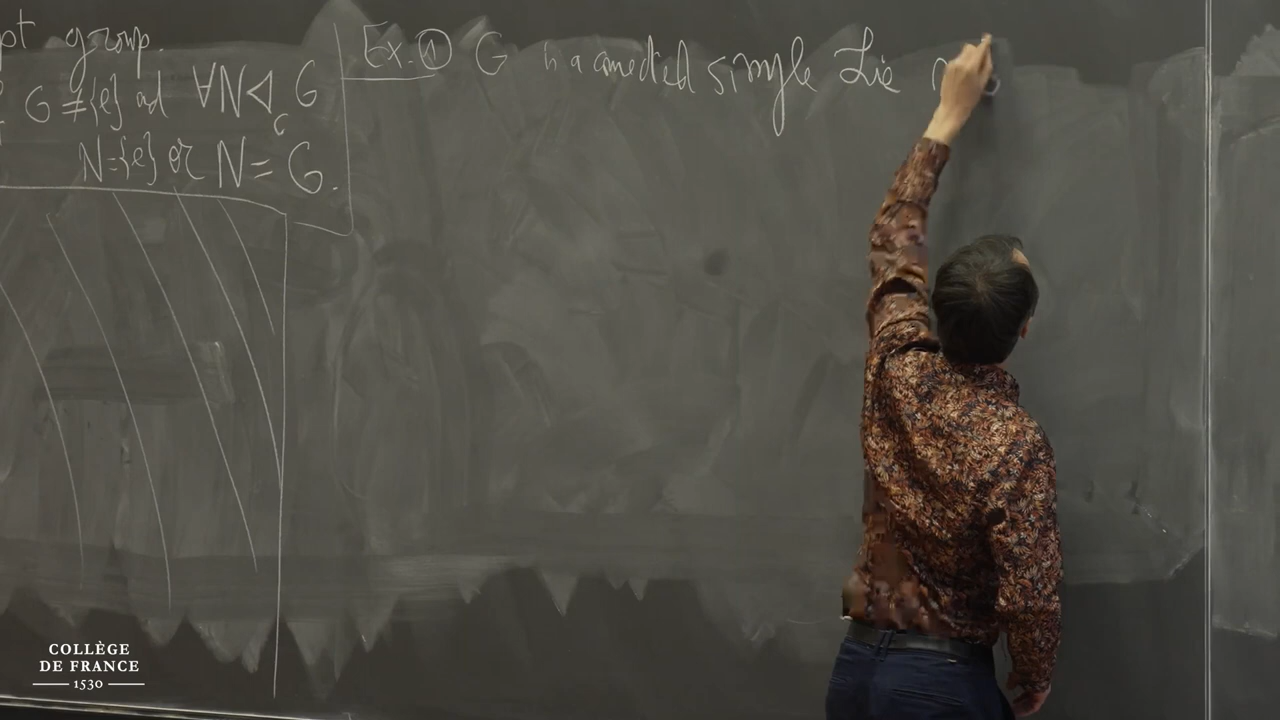 pt group.
G ≠ {e} and ∀N ◁ G
c
N={e} or N = G.
Ex. ① G is a connected simple Lie
COLLÈGE
DE FRANCE
1530